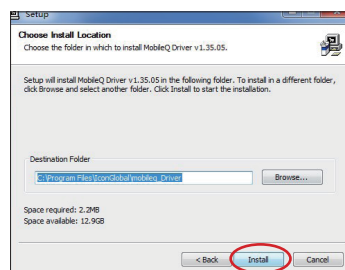 Setup
Choose Install Location
Choose the folder in which to install MobileQ Driver v1.35.05.
Setup will install MobileQ Driver v1.35.05 in the following folder. To install in a different folder,
click Browse and select another folder. Click Install to start the installation.
Destination Folder
C:\Program Files\IconGlobal\mobileq_Driver
Browse...
Space required: 2.2MB
Space available: 12.9GB
< Back
Install
Cancel